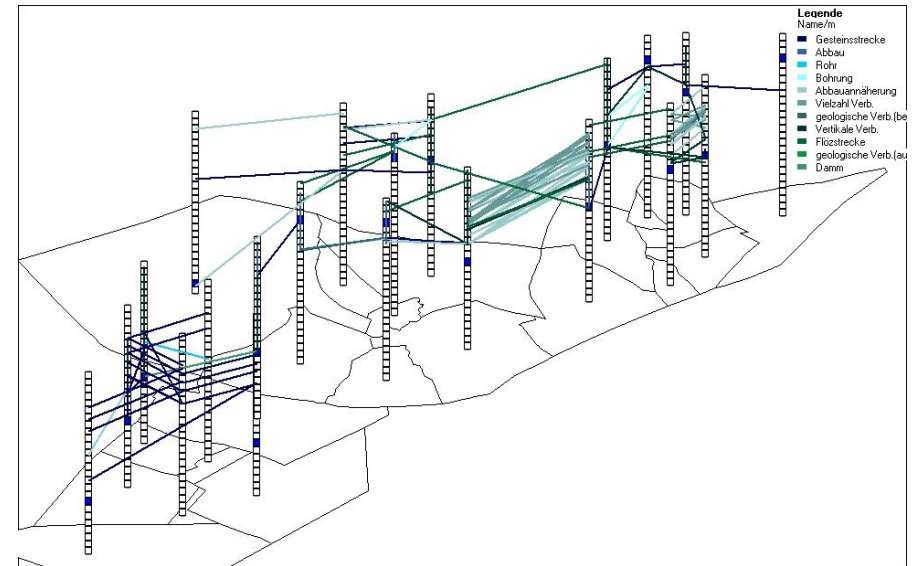 Legende
Name/m
Gesteinsstrecke
Abbau
Rohr
Bohrung
Abbauannäherung
Vielzahl Verb.
geologische Verb.(be
Vertikale Verb.
Flözstrecke
geologische Verb.(au
Damm